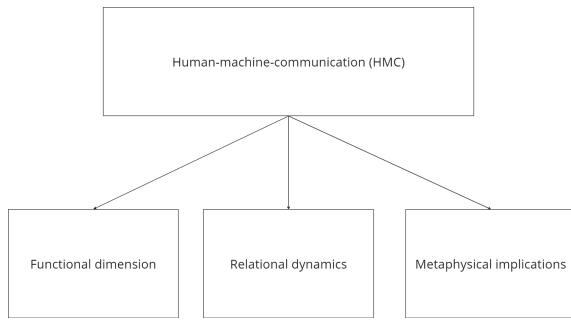 Human-machine-communication (HMC)
Functional dimension
Relational dynamics
Metaphysical implications